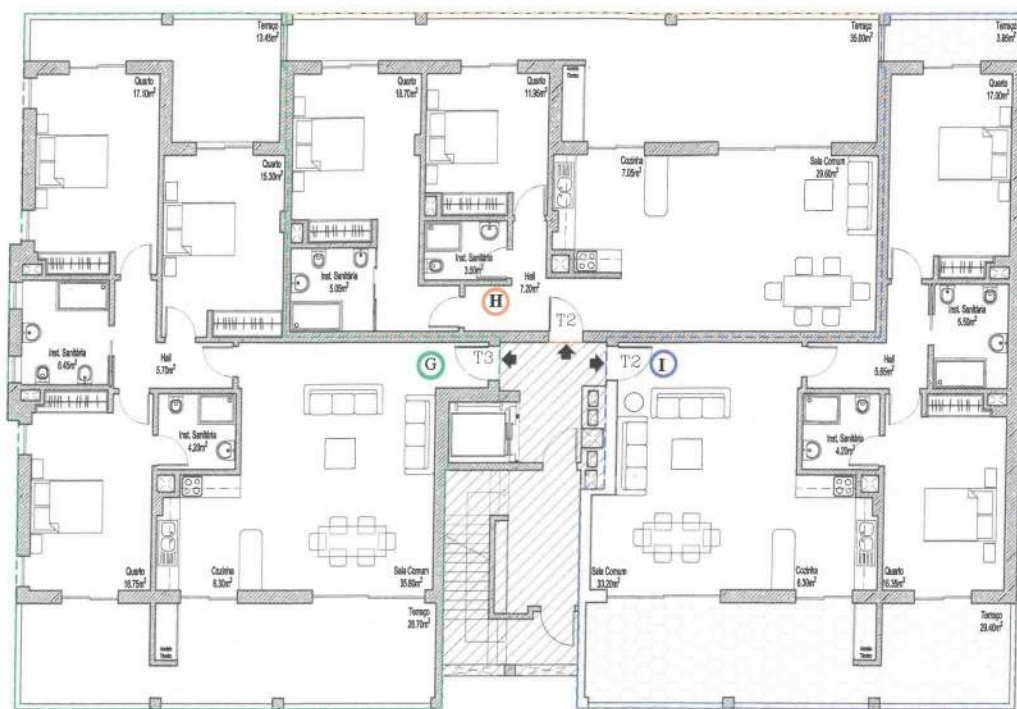 Terraço
13.45m²
Terraço
35.00m²
Terraço
3.95m²
Quarto
17.10m²
Quarto
18.70m²
Quarto
11.95m²
Quarto
17.00m²
Quarto
15.30m²
Cozinha
7.05m²
Sala Comum
29.60m²
Inst. Sanitária
5.05m²
Inst. Sanitária
3.50m²
Hall
7.20m²
H
T2
Inst. Sanitária
6.45m²
Hall
5.70m²
G
T3
T2
I
Hall
5.85m²
Inst. Sanitária
5.50m²
Inst. Sanitária
4.20m²
Inst. Sanitária
4.20m²
Quarto
16.75m²
Cozinha
6.30m²
Sala Comum
35.80m²
Sala Comum
33.20m²
Cozinha
6.30m²
Quarto
16.35m²
Terraço
28.70m²
Terraço
29.40m²